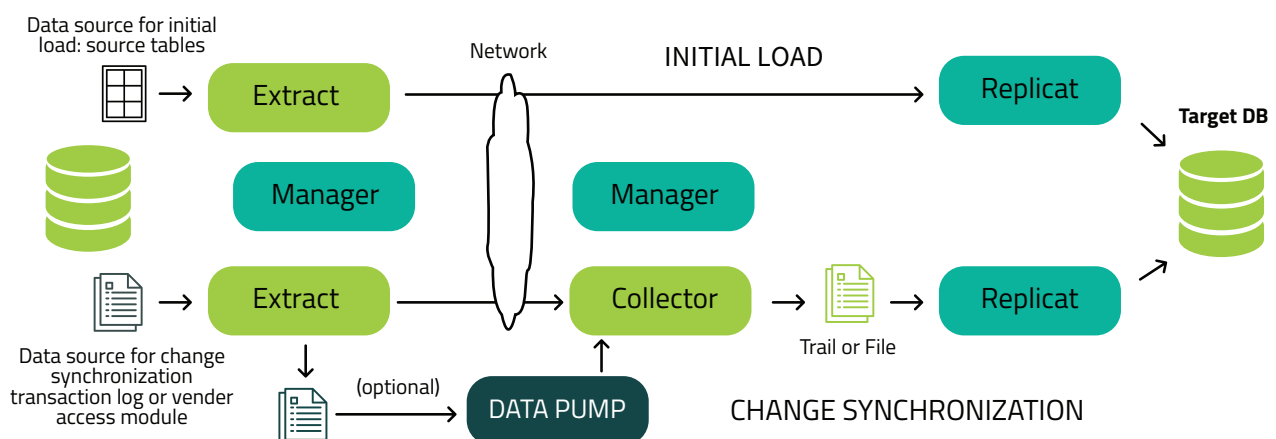 Data source for initial
load: source tables
Network
INITIAL LOAD
Extract
Replicat
Target DB
Manager
Manager
Extract
Collector
Replicat
Trail or File
Data source for change
synchronization
transaction log or vender
access module
(optional)
DATA PUMP
CHANGE SYNCHRONIZATION